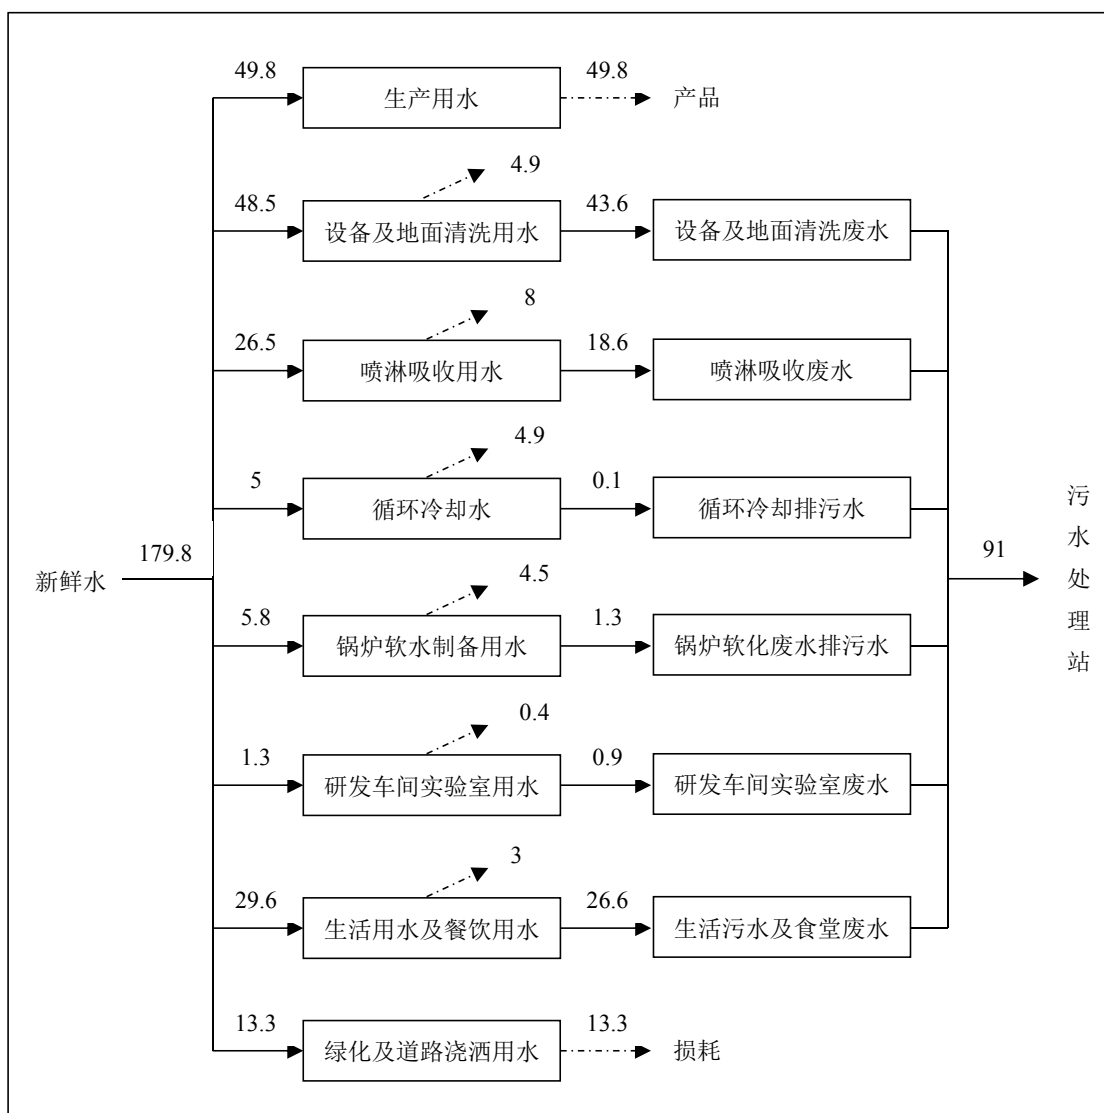 49.8
生产用水
49.8
产品
4.9
48.5
设备及地面清洗用水
43.6
设备及地面清洗废水
8
26.5
喷淋吸收用水
18.6
喷淋吸收废水
4.9
5
循环冷却水
0.1
循环冷却排污水
新鲜水
179.8
91
污水处理站
4.5
5.8
锅炉软水制备用水
1.3
锅炉软化废水排污水
0.4
1.3
研发车间实验室用水
0.9
研发车间实验室废水
3
29.6
生活用水及餐饮用水
26.6
生活污水及食堂废水
13.3
绿化及道路浇洒用水
13.3
损耗